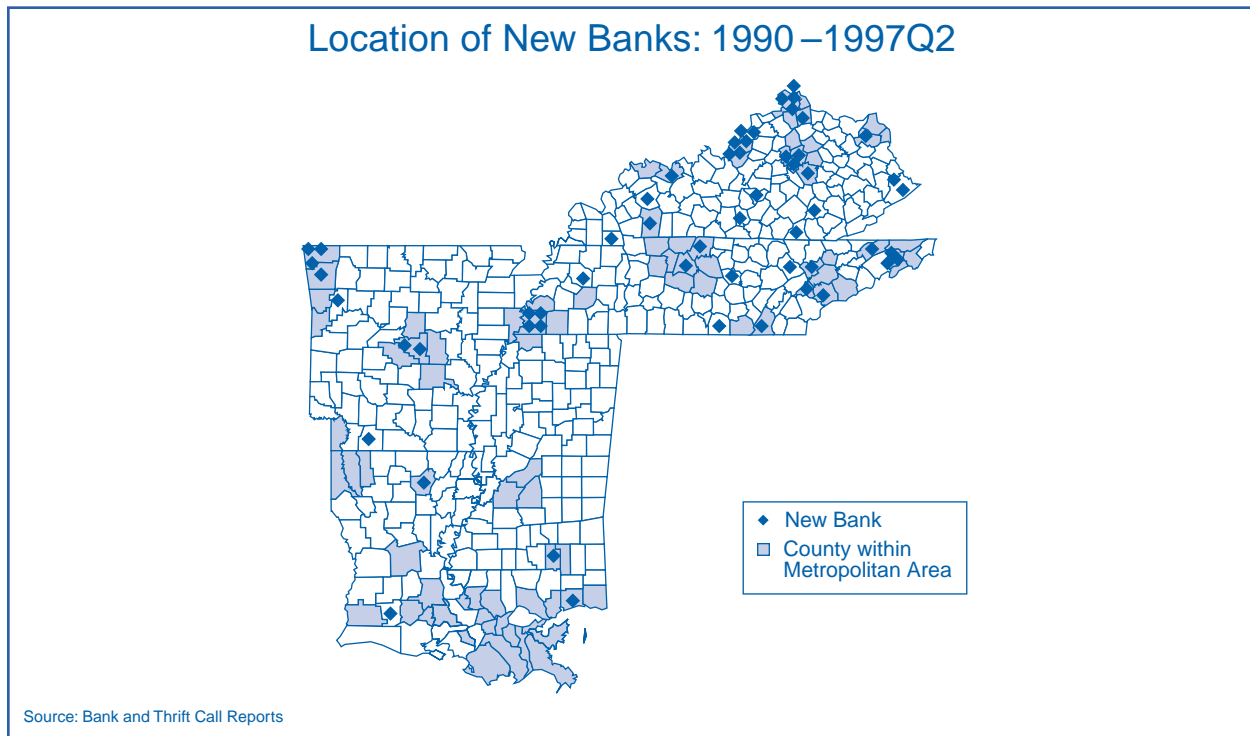 Location of New Banks: 1990–1997Q2
New Bank
County within
Metropolitan Area
Source: Bank and Thrift Call Reports